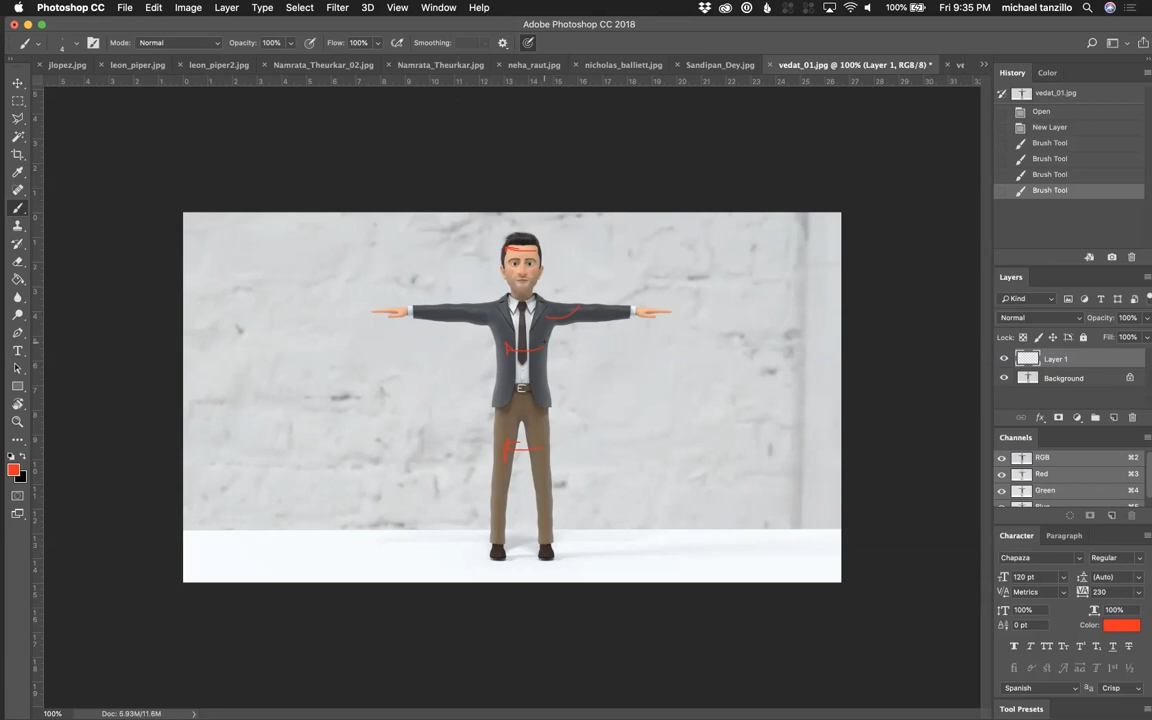 Photoshop CC File Edit Image Layer Type Select Filter 3D View Window Help 100% Fri 9:35 PM michael tanzillo
Adobe Photoshop CC 2018
4 Mode: Normal Opacity: 100% Flow: 100% Smoothing:
jlopez.jpg leon_piper.jpg leon_piper2.jpg Namrata_Theurkar_02.jpg Namrata_Theurkar.jpg neha_raut.jpg nicholas_balliett.jpg Sandipan_Dey.jpg vedat_01.jpg @ 100% (Layer 1, RGB/8) *
History Color
vedat_01.jpg
Open
New Layer
Brush Tool
Brush Tool
Brush Tool
Brush Tool
Layers
Kind
Normal Opacity: 100%
Lock: Fill: 100%
Layer 1
Background
Channels
RGB ⌘2
Red ⌘3
Green ⌘4
Character Paragraph
Chapaza Regular
120 pt (Auto)
Metrics 230
100% 100%
0 pt Color:
Spanish aa Crisp
Tool Presets
100% Doc: 5.93M/11.6M